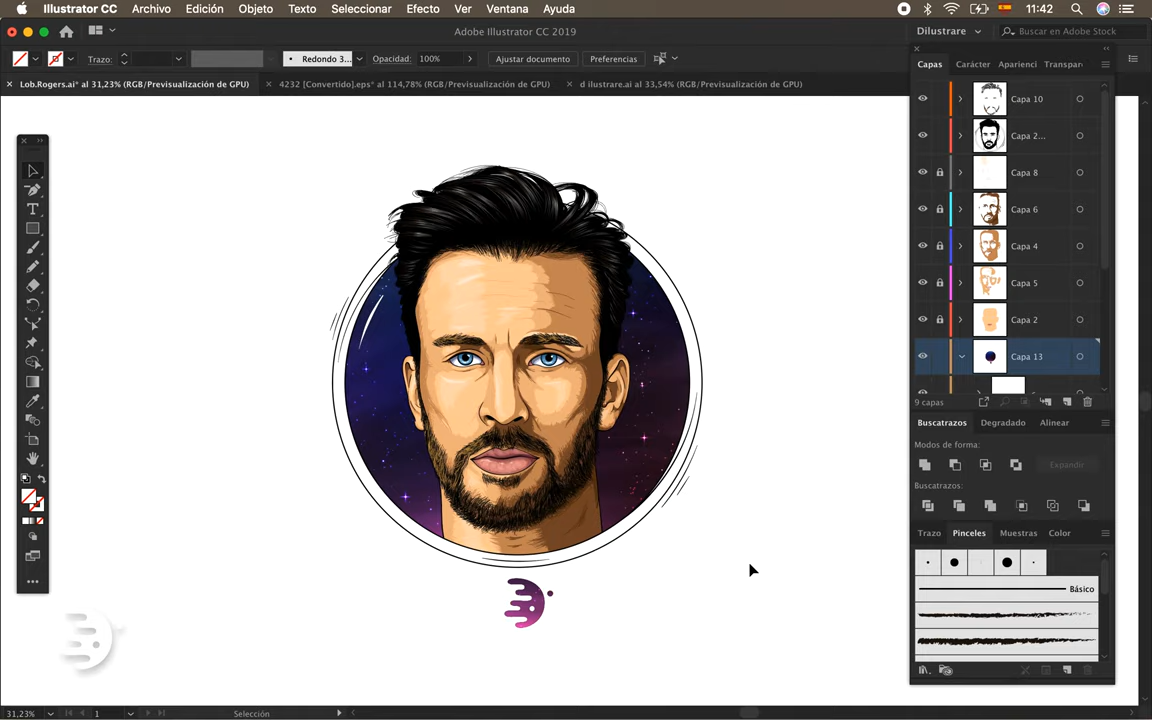 Illustrator CC Archivo Edición Objeto Texto Seleccionar Efecto Ver Ventana Ayuda 11:42
Adobe Illustrator CC 2019 Dilustrare Buscar en Adobe Stock
Trazo: Redondo 3... Opacidad: 100% Ajustar documento Preferencias
Lob.Rogers.ai* al 31,23% (RGB/Previsualización de GPU) 4232 [Convertido].eps* al 114,78% (RGB/Previsualización de GPU) d ilustrare.ai al 33,54% (RGB/Previsualización de GPU)
Capas Carácter Aparienci Transpar
Capa 10
Capa 2...
Capa 8
Capa 6
Capa 4
Capa 5
Capa 2
Capa 13
9 capas
Buscatrazos Degradado Alinear
Modos de forma:
Expandir
Buscatrazos:
Trazo Pinceles Muestras Color
Básico
31,23% 1 Selección